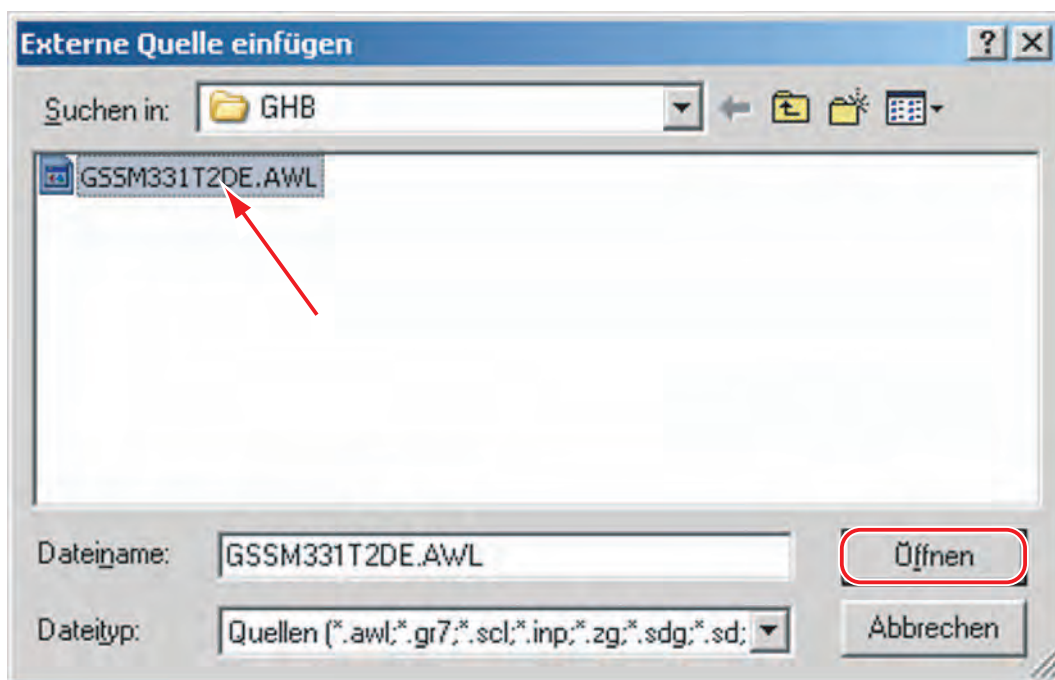 Externe Quelle einfügen
Suchen in: GHB
GSSM331T2DE.AWL
Dateiname: GSSM331T2DE.AWL Öffnen
Dateityp: Quellen (*.awl;*.gr7;*.scl;*.inp;*.zg;*.sdg;*.sd; Abbrechen